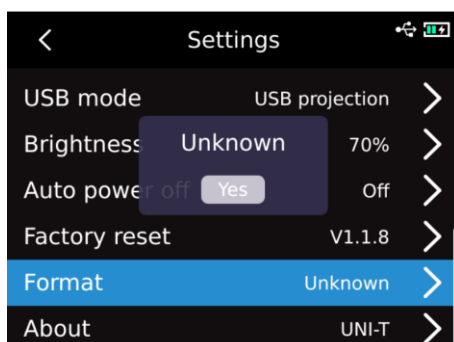 Settings
USB mode USB projection
Brightness 70%
Unknown
Auto power off Off
Yes
Factory reset V1.1.8
Format Unknown
About UNI-T